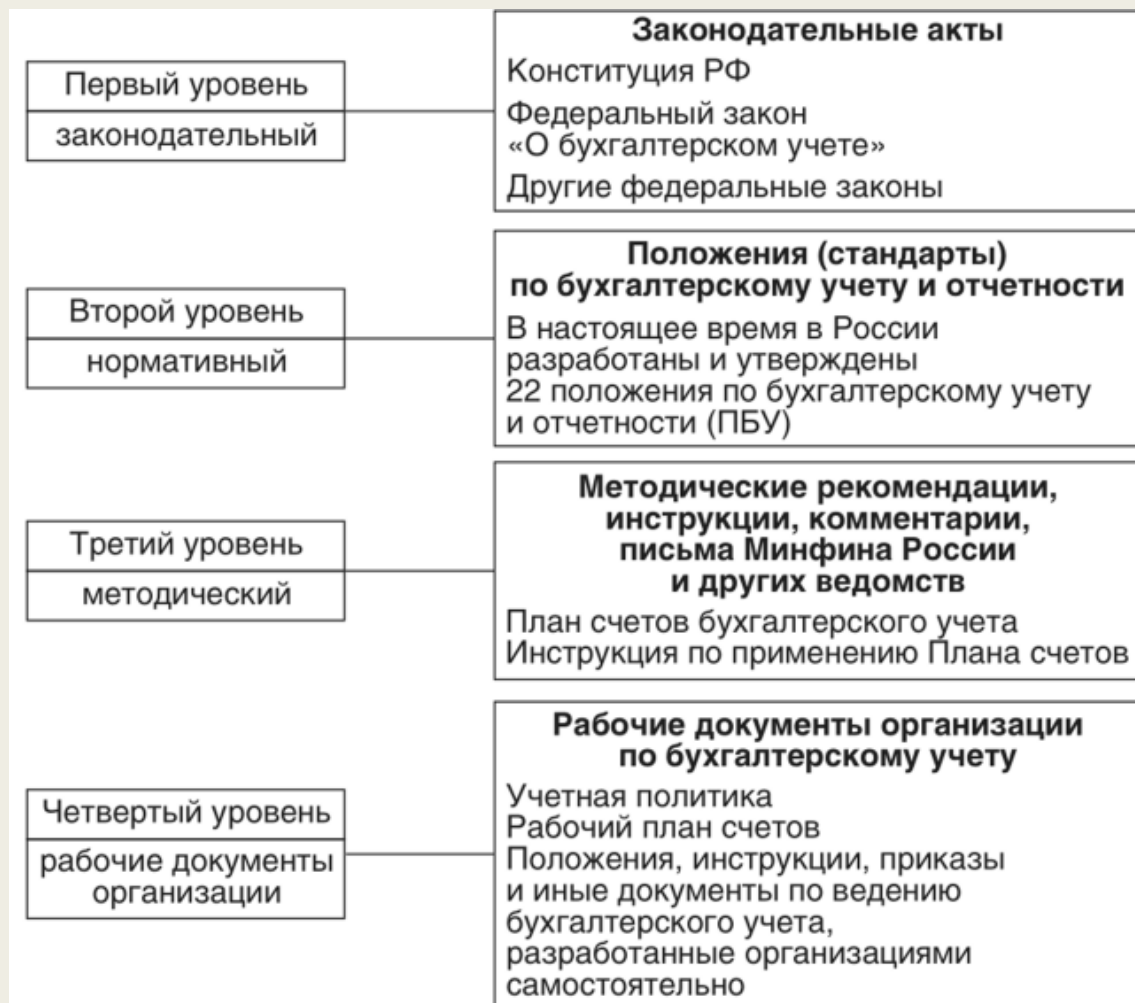 Первый уровень
законодательный
Законодательные акты
Конституция РФ
Федеральный закон
«О бухгалтерском учете»
Другие федеральные законы
Второй уровень
нормативный
Положения (стандарты)
по бухгалтерскому учету и отчетности
В настоящее время в России
разработаны и утверждены
22 положения по бухгалтерскому учету
и отчетности (ПБУ)
Третий уровень
методический
Методические рекомендации,
инструкции, комментарии,
письма Минфина России
и других ведомств
План счетов бухгалтерского учета
Инструкция по применению Плана счетов
Четвертый уровень
рабочие документы
организации
Рабочие документы организации
по бухгалтерскому учету
Учетная политика
Рабочий план счетов
Положения, инструкции, приказы
и иные документы по ведению
бухгалтерского учета,
разработанные организациями
самостоятельно